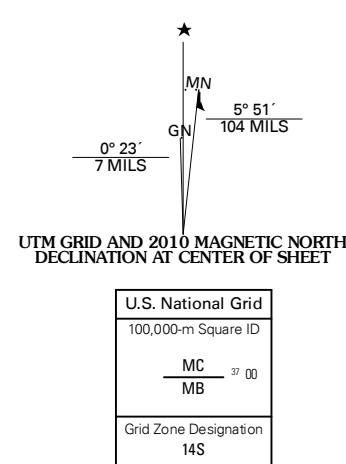 MN
5° 51´
104 MILS
GN
0° 23´
7 MILS
UTM GRID AND 2010 MAGNETIC NORTH
DECLINATION AT CENTER OF SHEET
U.S. National Grid
100,000-m Square ID
MC
37 00
MB
Grid Zone Designation
14S